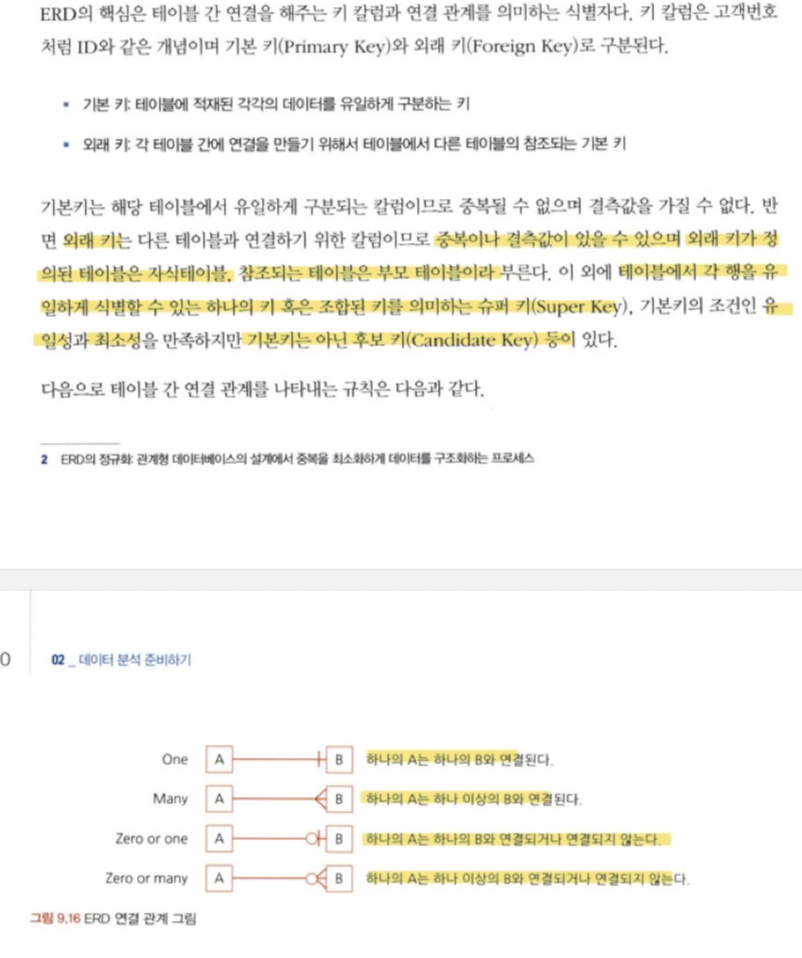 ERD의 핵심은 테이블 간 연결을 해주는 키 칼럼과 연결 관계를 의미하는 식별자다. 키 칼럼은 고객번호
처럼 ID와 같은 개념이며 기본 키(Primary Key)와 외래 키(Foreign Key)로 구분된다.
▪ 기본 키: 테이블에 적재된 각각의 데이터를 유일하게 구분하는 키
▪ 외래 키: 각 테이블 간에 연결을 만들기 위해서 테이블에서 다른 테이블의 참조되는 기본 키
기본키는 해당 테이블에서 유일하게 구분되는 칼럼이므로 중복될 수 없으며 결측값을 가질 수 없다. 반
면 외래 키는 다른 테이블과 연결하기 위한 칼럼이므로 중복이나 결측값이 있을 수 있으며 외래 키가 정
의된 테이블은 자식테이블, 참조되는 테이블은 부모 테이블이라 부른다. 이 외에 테이블에서 각 행을 유
일하게 식별할 수 있는 하나의 키 혹은 조합된 키를 의미하는 슈퍼 키(Super Key), 기본키의 조건인 유
일성과 최소성을 만족하지만 기본키는 아닌 후보 키(Candidate Key) 등이 있다.
다음으로 테이블 간 연결 관계를 나타내는 규칙은 다음과 같다.
2 ERD의 정규화: 관계형 데이터베이스의 설계에서 중복을 최소화하게 데이터를 구조화하는 프로세스
0 02 _ 데이터 분석 준비하기
One A B 하나의 A는 하나의 B와 연결된다.
Many A B 하나의 A는 하나 이상의 B와 연결된다.
Zero or one A B 하나의 A는 하나의 B와 연결되거나 연결되지 않는다.
Zero or many A B 하나의 A는 하나 이상의 B와 연결되거나 연결되지 않는다.
그림 9.16 ERD 연결 관계 그림